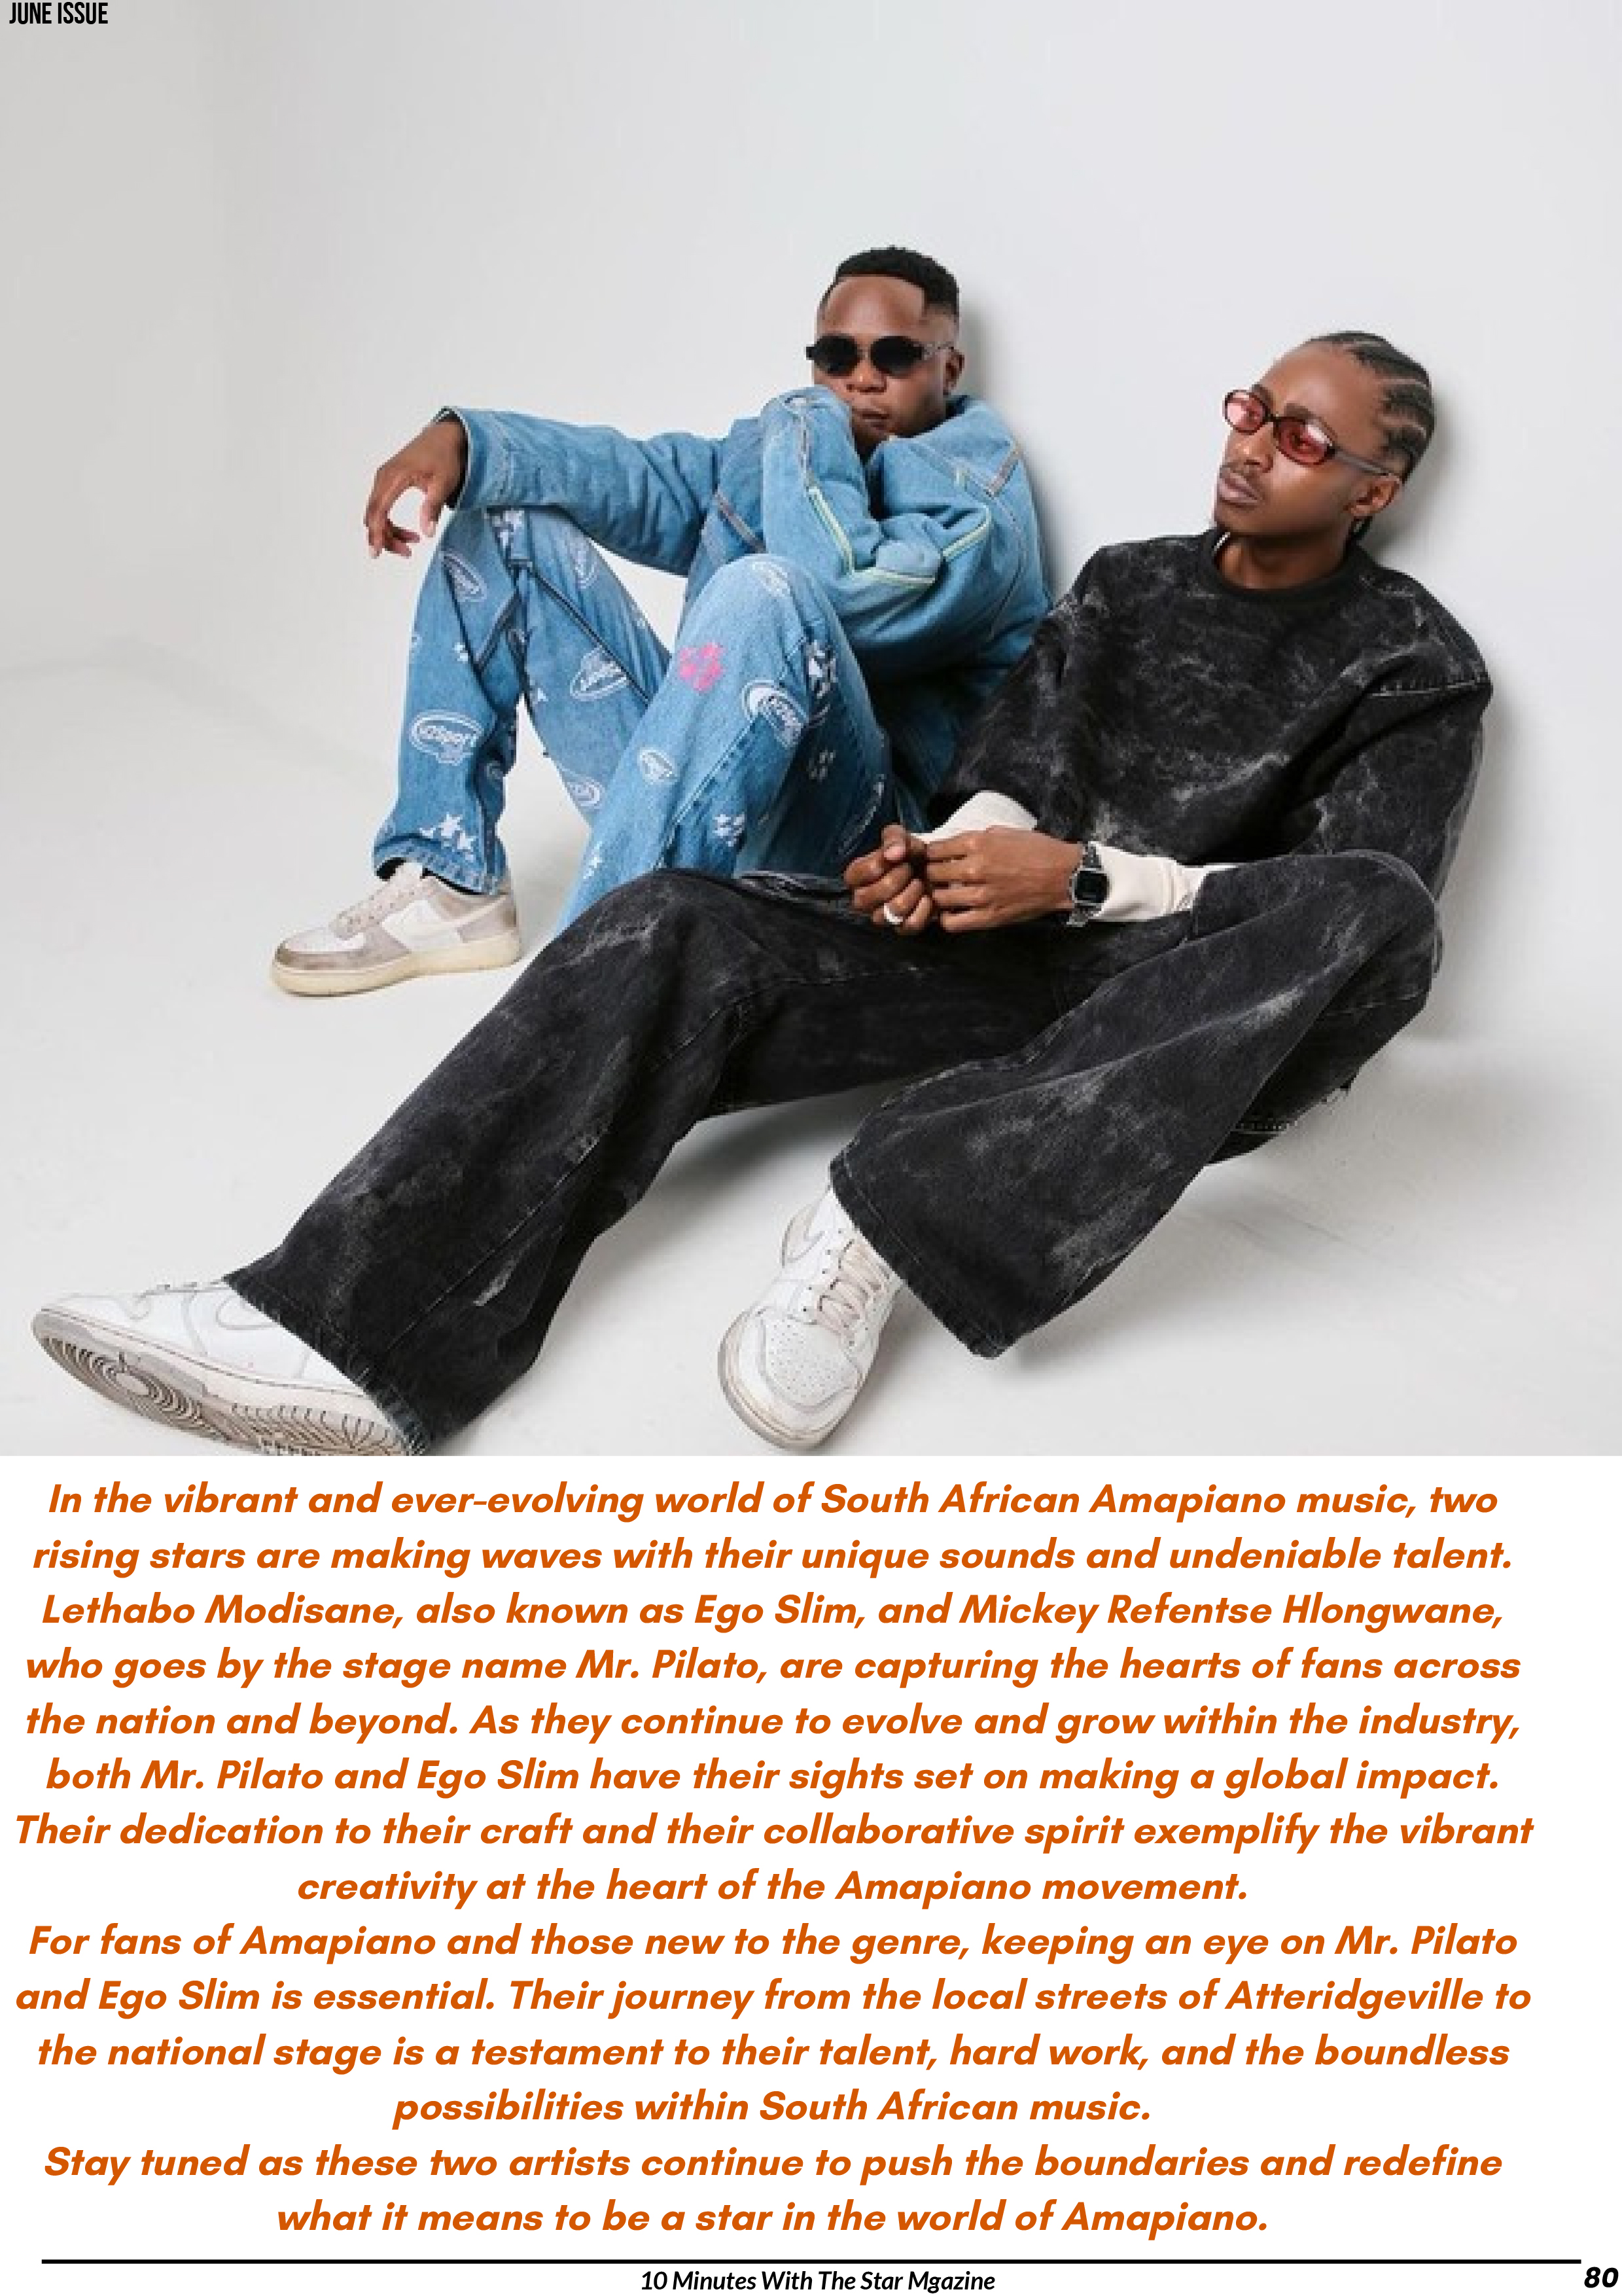 JUNE ISSUE
In the vibrant and ever-evolving world of South African Amapiano music, two
rising stars are making waves with their unique sounds and undeniable talent.
Lethabo Modisane, also known as Ego Slim, and Mickey Refentse Hlongwane,
who goes by the stage name Mr. Pilato, are capturing the hearts of fans across
the nation and beyond. As they continue to evolve and grow within the industry,
both Mr. Pilato and Ego Slim have their sights set on making a global impact.
Their dedication to their craft and their collaborative spirit exemplify the vibrant
creativity at the heart of the Amapiano movement.
For fans of Amapiano and those new to the genre, keeping an eye on Mr. Pilato
and Ego Slim is essential. Their journey from the local streets of Atteridgeville to
the national stage is a testament to their talent, hard work, and the boundless
possibilities within South African music.
Stay tuned as these two artists continue to push the boundaries and redefine
what it means to be a star in the world of Amapiano.
10 Minutes With The Star Mgazine
80